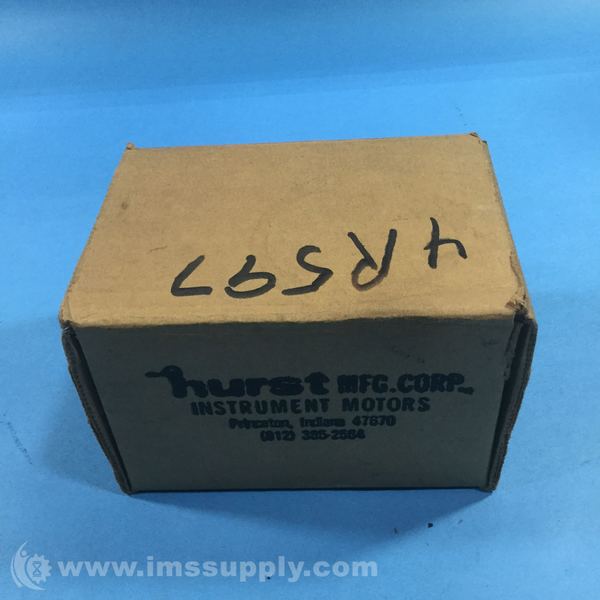 4R597
hurst MFG. CORP.
INSTRUMENT MOTORS
Princeton, Indiana 47670
(812) 385-2564
www.imssupply.com